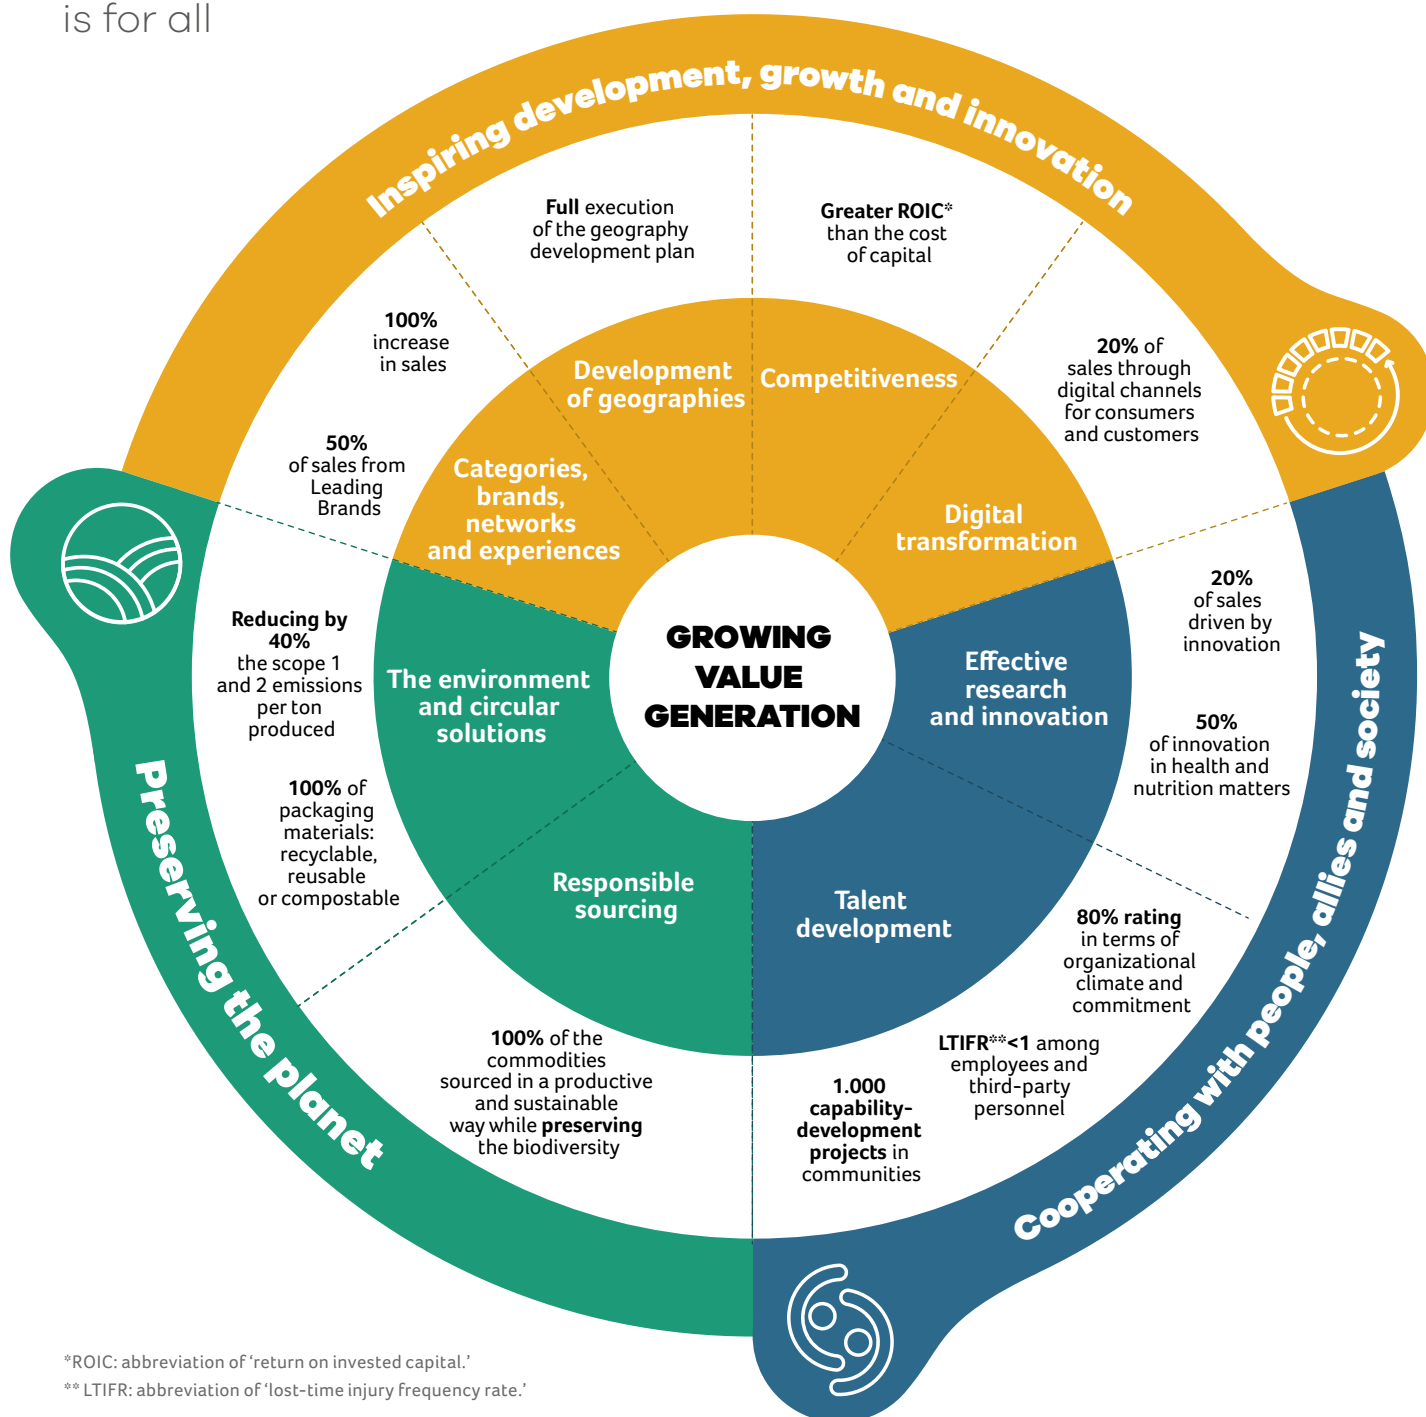 is for all
Inspiring development, growth and innovation
Full execution
of the geography
development plan
Greater ROIC*
than the cost
of capital
100%
increase
in sales
20% of
sales through
digital channels
for consumers
and customers
Development
of geographies
Competitiveness
50%
of sales from
Leading
Brands
Categories,
brands,
networks
and experiences
Digital
transformation
20%
of sales
driven by
innovation
Reducing by
40%
the scope 1
and 2 emissions
per ton
produced
The environment
and circular
solutions
GROWING
VALUE
GENERATION
Effective
research
and innovation
50%
of innovation
in health and
nutrition matters
100% of
packaging
materials:
recyclable,
reusable
or compostable
Responsible
sourcing
Talent
development
80% rating
in terms of
organizational
climate and
commitment
Preserving the planet
Cooperating with people, allies and society
100% of the
commodities
sourced in a productive
and sustainable
way while preserving
the biodiversity
LTIFR**<1 among
employees and
third-party
personnel
1.000
capability-
development
projects in
communities
*ROIC: abbreviation of ‘return on invested capital.’
** LTIFR: abbreviation of ‘lost-time injury frequency rate.’